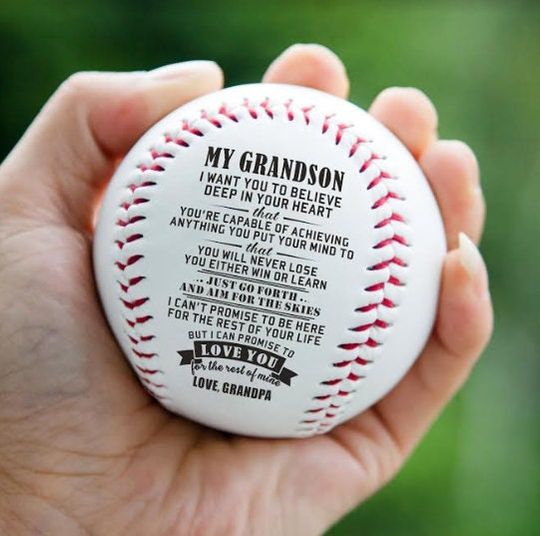 MY GRANDSON
I WANT YOU TO BELIEVE
DEEP IN YOUR HEART
that
YOU'RE CAPABLE OF ACHIEVING
ANYTHING YOU PUT YOUR MIND TO
that
YOU WILL NEVER LOSE
YOU EITHER WIN OR LEARN
... JUST GO FORTH ..
AND AIM FOR THE SKIES
I CAN'T PROMISE TO BE HERE
FOR THE REST OF YOUR LIFE
BUT I CAN PROMISE TO
LOVE YOU
for the rest of mine
LOVE, GRANDPA